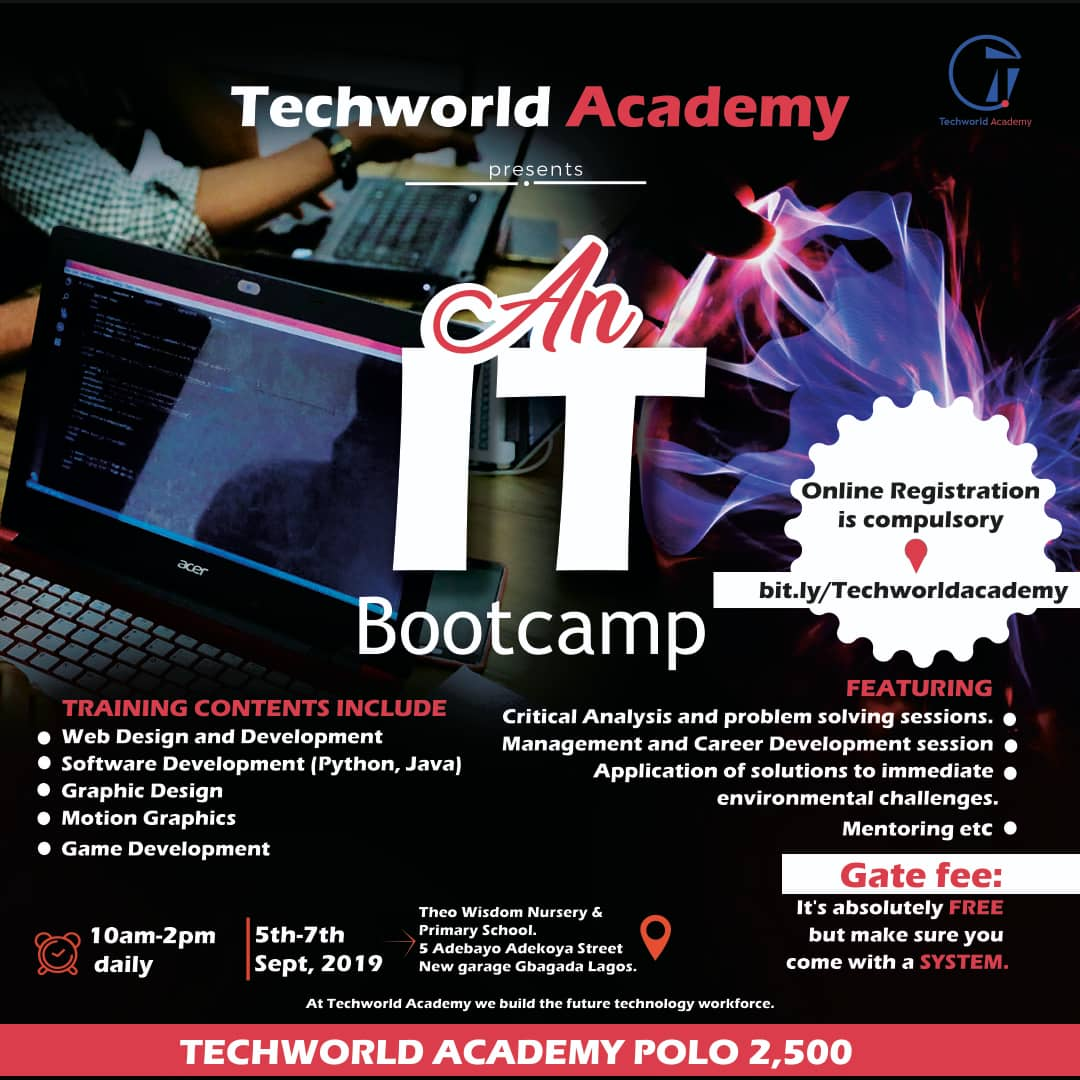 Techworld Academy
Techworld Academy
presents
An
IT
Bootcamp
acer
Online Registration
is compulsory
bit.ly/Techworldacademy
TRAINING CONTENTS INCLUDE
Web Design and Development
Software Development (Python, Java)
Graphic Design
Motion Graphics
Game Development
FEATURING
Critical Analysis and problem solving sessions.
Management and Career Development session
Application of solutions to immediate
environmental challenges.
Mentoring etc
Gate fee:
It's absolutely FREE
but make sure you
come with a SYSTEM.
10am-2pm
daily
5th-7th
Sept, 2019
Theo Wisdom Nursery &
Primary School.
5 Adebayo Adekoya Street
New garage Gbagada Lagos.
At Techworld Academy we build the future technology workforce.
TECHWORLD ACADEMY POLO 2,500